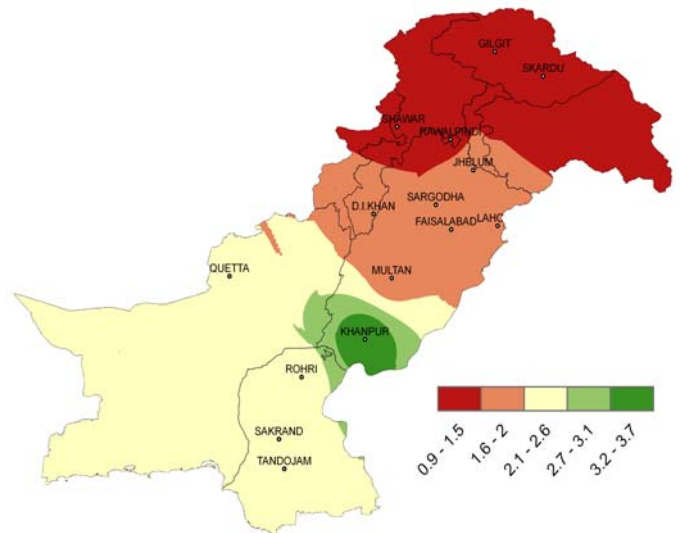 GILGIT
SKARDU
SHAWAR
RAWALPINDI
JHBLUM
SARGODHA
D.I.KHAN
FAISALABAD
LAHC
MULTAN
QUETTA
KHANPUR
ROHRI
SAKRAND
TANDOJAM
0.9 - 1.5
1.6 - 2
2.1 - 2.6
2.7 - 3.1
3.2 - 3.7